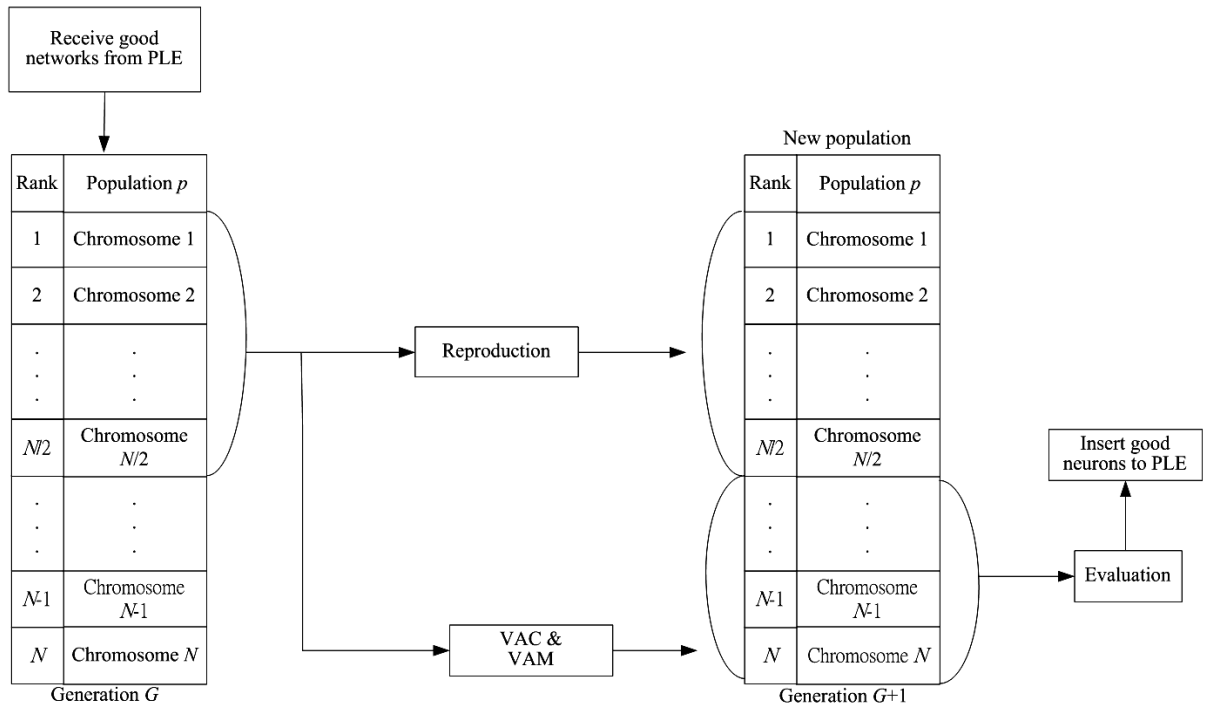 Receive good
networks from PLE
Rank Population p
1 Chromosome 1
2 Chromosome 2
. .
. .
. .
N/2 Chromosome
N/2
. .
. .
. .
N-1 Chromosome
N-1
N Chromosome N
Generation G
Reproduction
VAC &
VAM
New population
Rank Population p
1 Chromosome 1
2 Chromosome 2
. .
. .
. .
N/2 Chromosome
N/2
. .
. .
. .
N-1 Chromosome
N-1
N Chromosome N
Generation G+1
Insert good
neurons to PLE
Evaluation